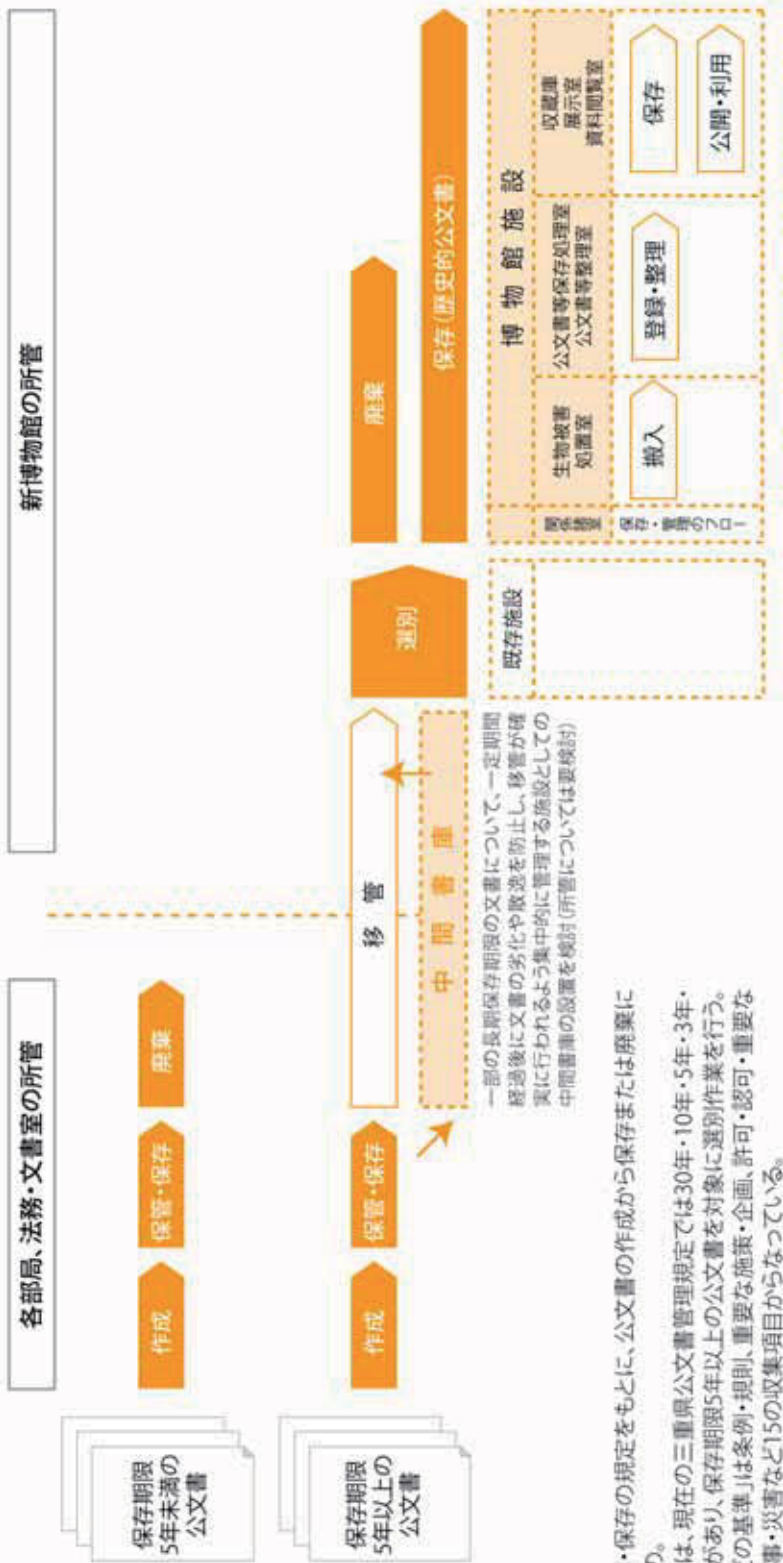 各部局、法務・文書室の所管
新博物館の所管
保存期限
5年未満の
公文書
作成
保管・保存
廃棄
保存期限
5年以上の
公文書
作成
保管・保存
移管
中間書庫
選別
廃棄
保存(歴史的公文書)
一部の長期保存期限の文書について、一定期間
経過後に文書の劣化や散逸を防止し、移管が確
実に行われるよう集中的に管理する施設としての
中間書庫の設置を検討(所管については要検討)
既存施設
博物館施設
関係諸室
生物被害
処置室
公文書等保存処理室
公文書等整理室
収蔵庫
展示室
資料閲覧室
保存・管理のフロー
搬入
登録・整理
保存
公開・利用
・保存の規定をもとに、公文書の作成から保存または廃棄に
の。
は、現在の三重県公文書管理規定では30年・10年・5年・3年・
があり、保存期限5年以上の公文書を対象に選別作業を行う。
の基準」は条例・規則、重要な施策・企画、許可・認可・重要な
事・災害など15の収集項目からなっている。